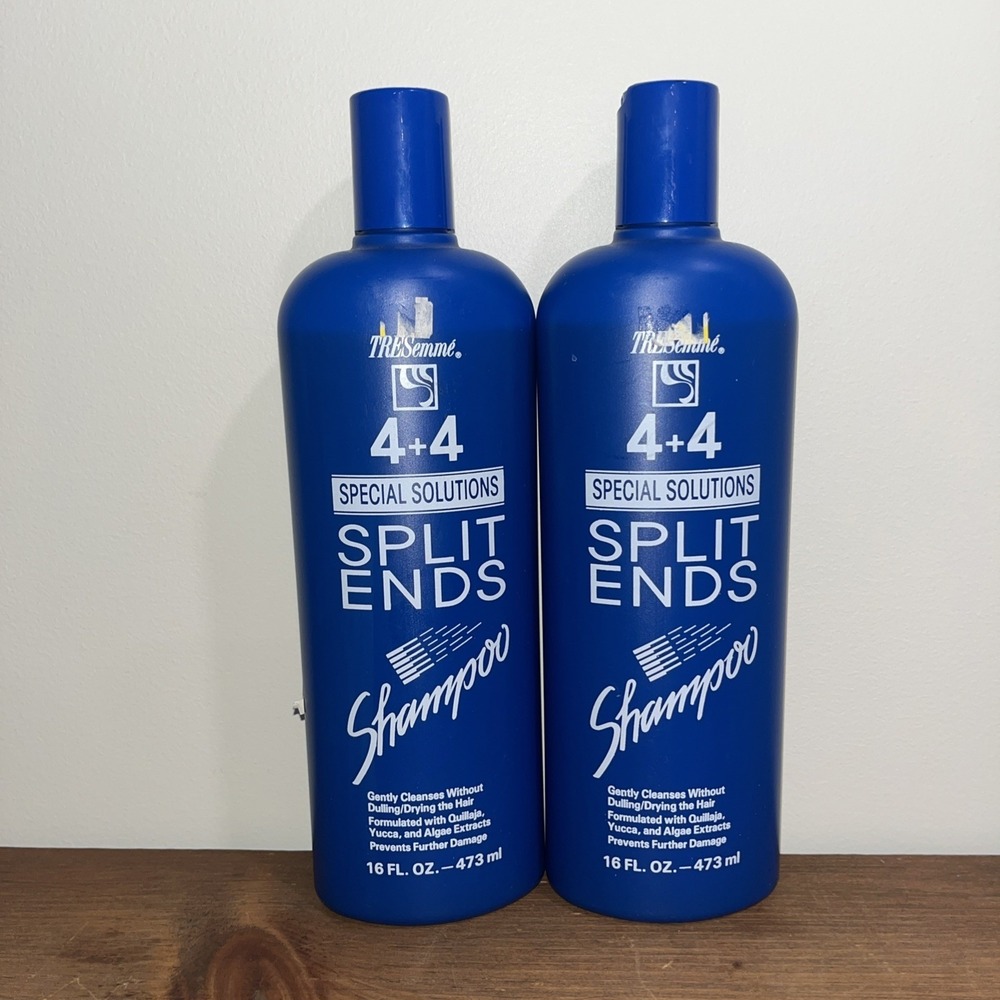 TRESemmé®
4+4
SPECIAL SOLUTIONS
SPLIT
ENDS
Shampoo
Gently Cleanses Without
Dulling/Drying the Hair
Formulated with Quillaja,
Yucca, and Algae Extracts
Prevents Further Damage
16 FL. OZ.—473 ml
TRESemmé®
4+4
SPECIAL SOLUTIONS
SPLIT
ENDS
Shampoo
Gently Cleanses Without
Dulling/Drying the Hair
Formulated with Quillaja,
Yucca, and Algae Extracts
Prevents Further Damage
16 FL. OZ.—473 ml